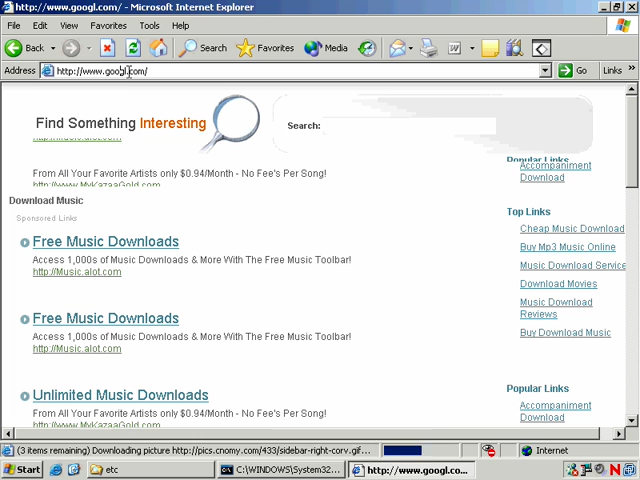 http://www.googl.com/ - Microsoft Internet Explorer
File Edit View Favorites Tools Help
Back Search Favorites Media
Address http://www.googl.com/ Go Links »
Find Something Interesting
Search:
http://music.alot.com
From All Your Favorite Artists only $0.94/Month - No Fee's Per Song!
http://www.MyKazaaGold.com
Popular Links
Accompaniment
Download
Download Music
Sponsored Links
Free Music Downloads
Access 1,000s of Music Downloads & More With The Free Music Toolbar!
http://Music.alot.com
Free Music Downloads
Access 1,000s of Music Downloads & More With The Free Music Toolbar!
http://Music.alot.com
Unlimited Music Downloads
From All Your Favorite Artists only $0.94/Month - No Fee's Per Song!
http://www.MyKazaaGold.com
Top Links
Cheap Music Download
Buy Mp3 Music Online
Music Download Service
Download Movies
Music Download
Reviews
Buy Download Music
Popular Links
Accompaniment
Download
(3 items remaining) Downloading picture http://pics.cnomy.com/433/sidebar-right-corv.gif...
Internet
Start etc C:\WINDOWS\System32... http://www.googl.co...